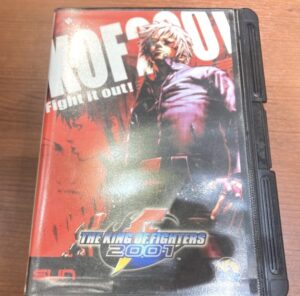 KOF2001
Fight it out!
THE KING OF FIGHTERS
2001